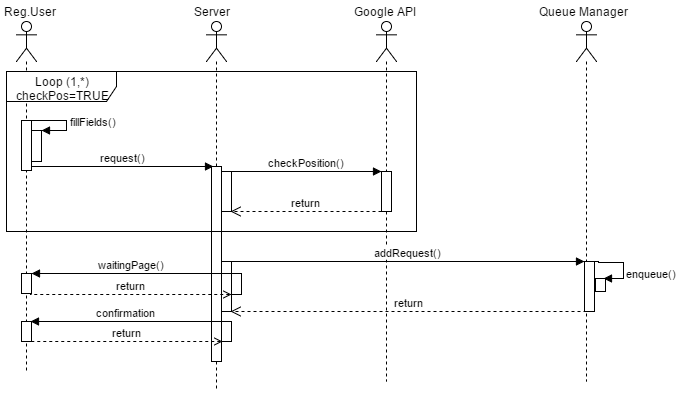 Reg.User
Server
Google API
Queue Manager
Loop (1,*)
checkPos=TRUE
fillFields()
request()
checkPosition()
return
addRequest()
waitingPage()
enqueue()
return
return
confirmation
return